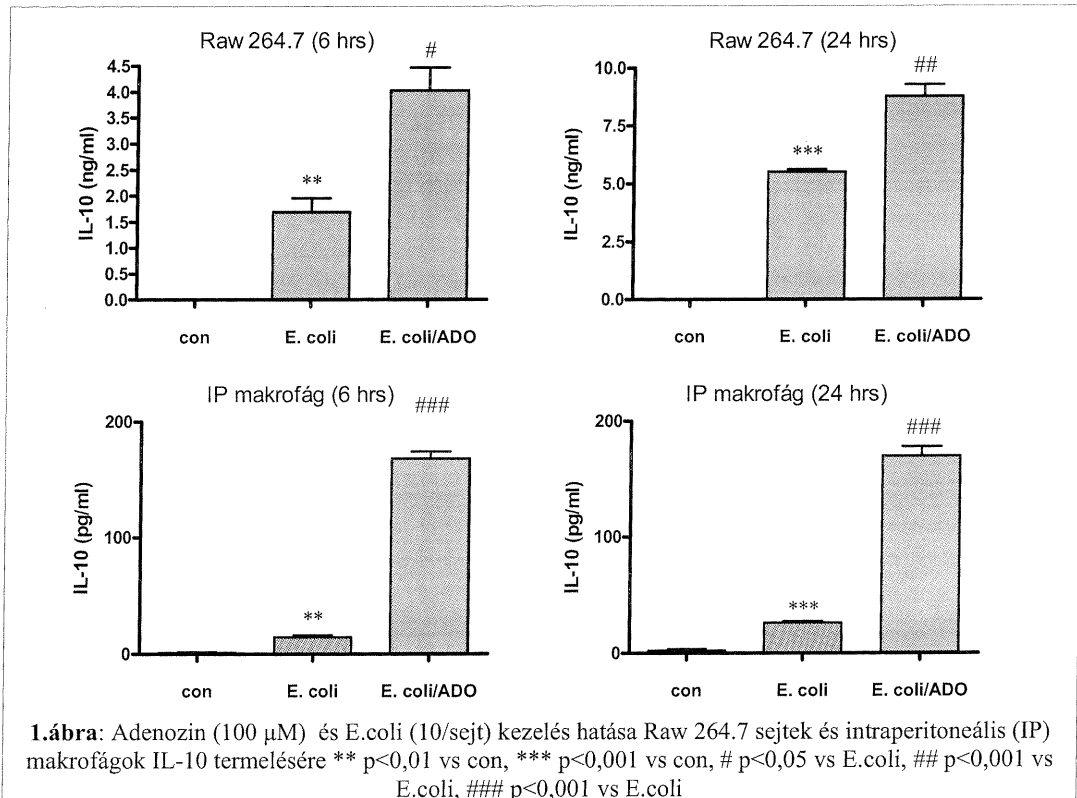 Raw 264.7 (6 hrs)
#
**
4.5
4.0
3.5
3.0
2.5
2.0
1.5
1.0
0.5
0.0
IL-10 (ng/ml)
con
E. coli
E. coli/ADO
Raw 264.7 (24 hrs)
##
***
10.0
7.5
5.0
2.5
0.0
IL-10 (ng/ml)
con
E. coli
E. coli/ADO
IP makrofág (6 hrs)
###
**
200
100
0
IL-10 (pg/ml)
con
E. coli
E. coli/ADO
IP makrofág (24 hrs)
###
***
200
100
0
IL-10 (pg/ml)
con
E. coli
E. coli/ADO
1.ábra: Adenozin (100 μM) és E.coli (10/sejt) kezelés hatása Raw 264.7 sejtek és intraperitoneális (IP)
makrofágok IL-10 termelésére ** p<0,01 vs con, *** p<0,001 vs con, # p<0,05 vs E.coli, ## p<0,001 vs
E.coli, ### p<0,001 vs E.coli